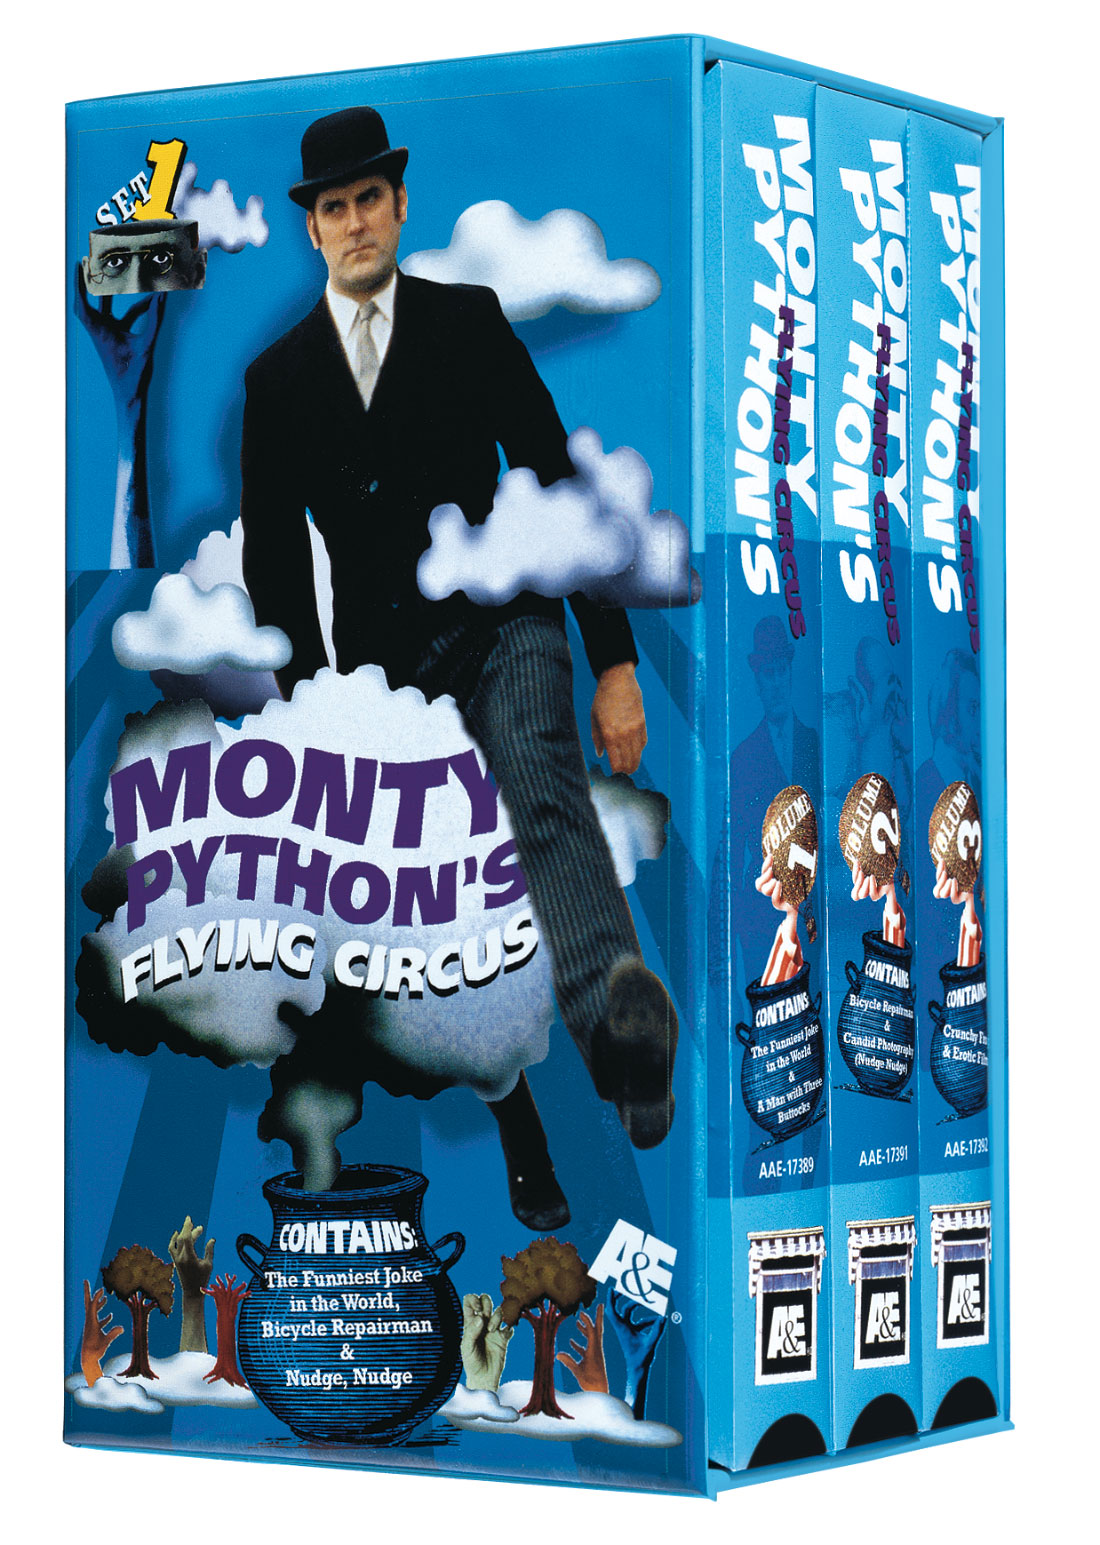 SET 1
MONTY
PYTHON'S
FLYING CIRCUS
CONTAINS:
The Funniest Joke
in the World,
Bicycle Repairman
&
Nudge, Nudge
A&E®
MONTY
PYTHON'S
FLYING CIRCUS
VOLUME
1
CONTAINS:
The Funniest Joke
in the World
&
A Man with Three
Buttocks
AAE-17389
A&E
MONTY
PYTHON'S
FLYING CIRCUS
VOLUME
2
CONTAINS:
Bicycle Repairman
&
Candid Photography
(Nudge Nudge)
AAE-17391
A&E
MONTY
PYTHON'S
FLYING CIRCUS
VOLUME
3
CONTAINS:
Crunchy
& Erotic
AAE-17392
A&E